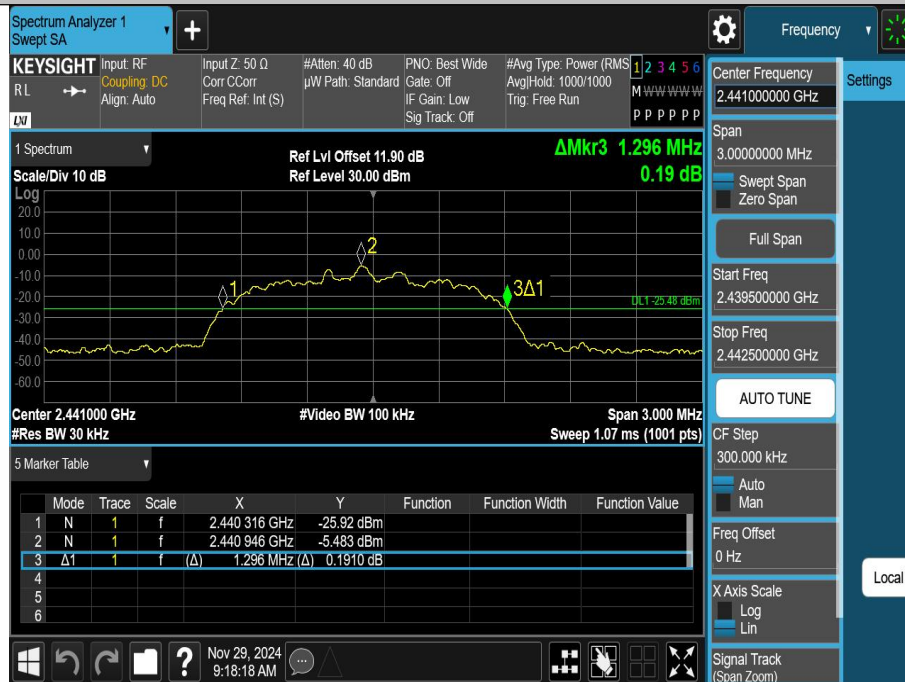 Spectrum Analyzer 1
Swept SA
+
Frequency
KEYSIGHT
RL
LXI
Input: RF
Coupling: DC
Align: Auto
Input Z: 50 Ω
Corr CCorr
Freq Ref: Int (S)
#Atten: 40 dB
µW Path: Standard
PNO: Best Wide
Gate: Off
IF Gain: Low
Sig Track: Off
#Avg Type: Power (RMS
Avg|Hold: 1000/1000
Trig: Free Run
1 2 3 4 5 6
M W W W W W
P P P P P P
1 Spectrum
Scale/Div 10 dB
Ref Lvl Offset 11.90 dB
Ref Level 30.00 dBm
ΔMkr3 1.296 MHz
0.19 dB
Log
20.0
10.0
0.00
-10.0
-20.0
-30.0
-40.0
-50.0
-60.0
1
2
3Δ1
DL1 -25.48 dBm
Center 2.441000 GHz
#Video BW 100 kHz
Span 3.000 MHz
#Res BW 30 kHz
Sweep 1.07 ms (1001 pts)
5 Marker Table
Mode Trace Scale X Y Function Function Width Function Value
1 N 1 f 2.440 316 GHz -25.92 dBm
2 N 1 f 2.440 946 GHz -5.483 dBm
3 Δ1 1 f (Δ) 1.296 MHz (Δ) 0.1910 dB
4
5
6
?
Nov 29, 2024
9:18:18 AM
Center Frequency
2.441000000 GHz
Settings
Span
3.00000000 MHz
Swept Span
Zero Span
Full Span
Start Freq
2.439500000 GHz
Stop Freq
2.442500000 GHz
AUTO TUNE
CF Step
300.000 kHz
Auto
Man
Freq Offset
0 Hz
Local
X Axis Scale
Log
Lin
Signal Track
(Span Zoom)